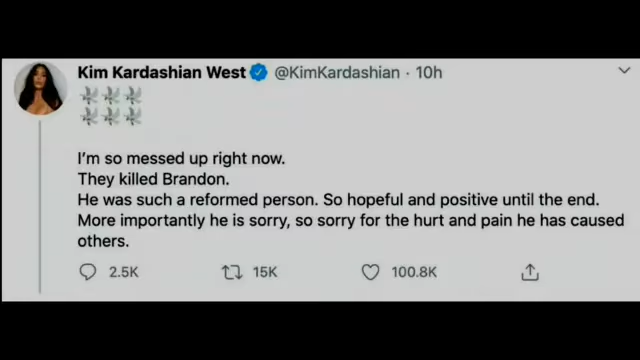 Kim Kardashian West @KimKardashian · 10h
🕊🕊🕊
🕊🕊🕊
I'm so messed up right now.
They killed Brandon.
He was such a reformed person. So hopeful and positive until the end.
More importantly he is sorry, so sorry for the hurt and pain he has caused
others.
2.5K 15K 100.8K